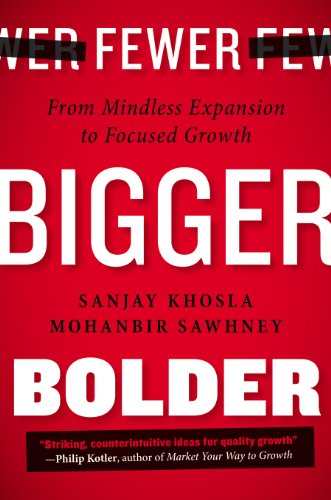 WER FEWER FEW
From Mindless Expansion
to Focused Growth
BIGGER
SANJAY KHOSLA
MOHANBIR SAWHNEY
BOLDER
"Striking, counterintuitive ideas for quality growth"
—Philip Kotler, author of Market Your Way to Growth